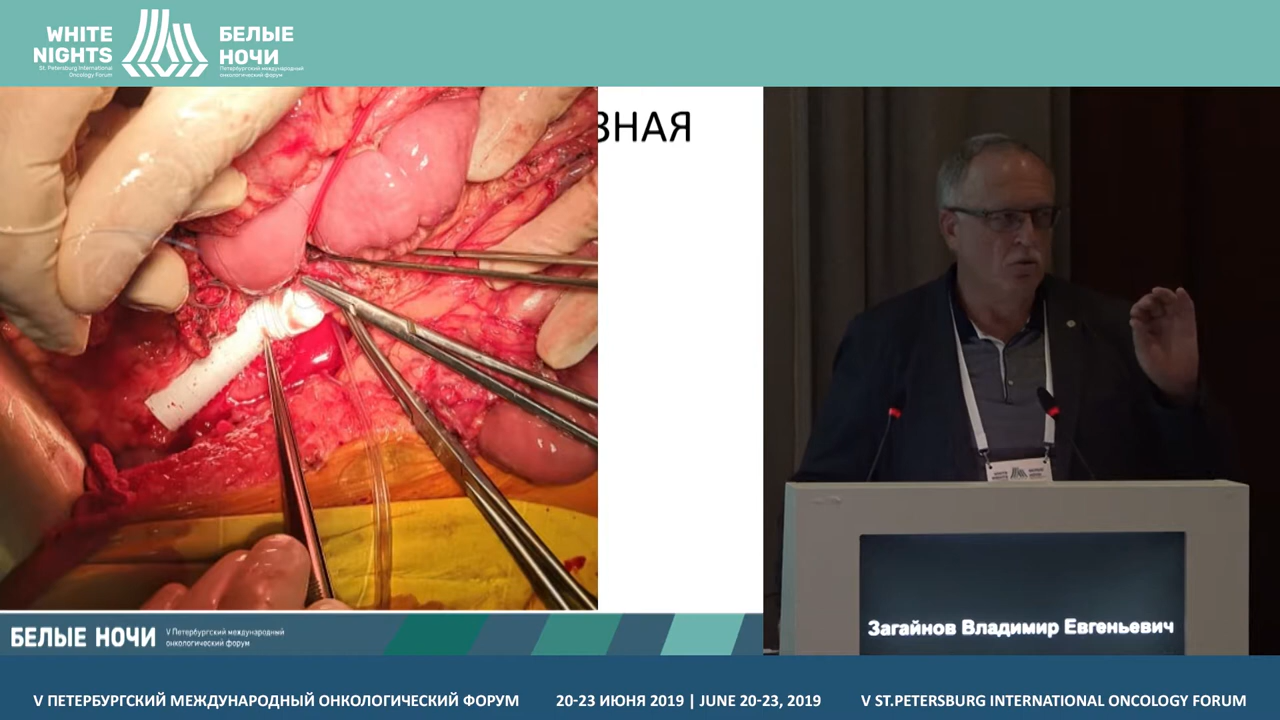 WHITE
NIGHTS
St. Petersburg International
Oncology Forum
БЕЛЫЕ
НОЧИ
Петербургский международный
онкологический форум
ЗНАЯ
Загайнов Владимир Евгеньевич
БЕЛЫЕ НОЧИ
V Петербургский международный
онкологический форум
V ПЕТЕРБУРГСКИЙ МЕЖДУНАРОДНЫЙ ОНКОЛОГИЧЕСКИЙ ФОРУМ
20-23 ИЮНЯ 2019 | JUNE 20-23, 2019
V ST.PETERSBURG INTERNATIONAL ONCOLOGY FORUM